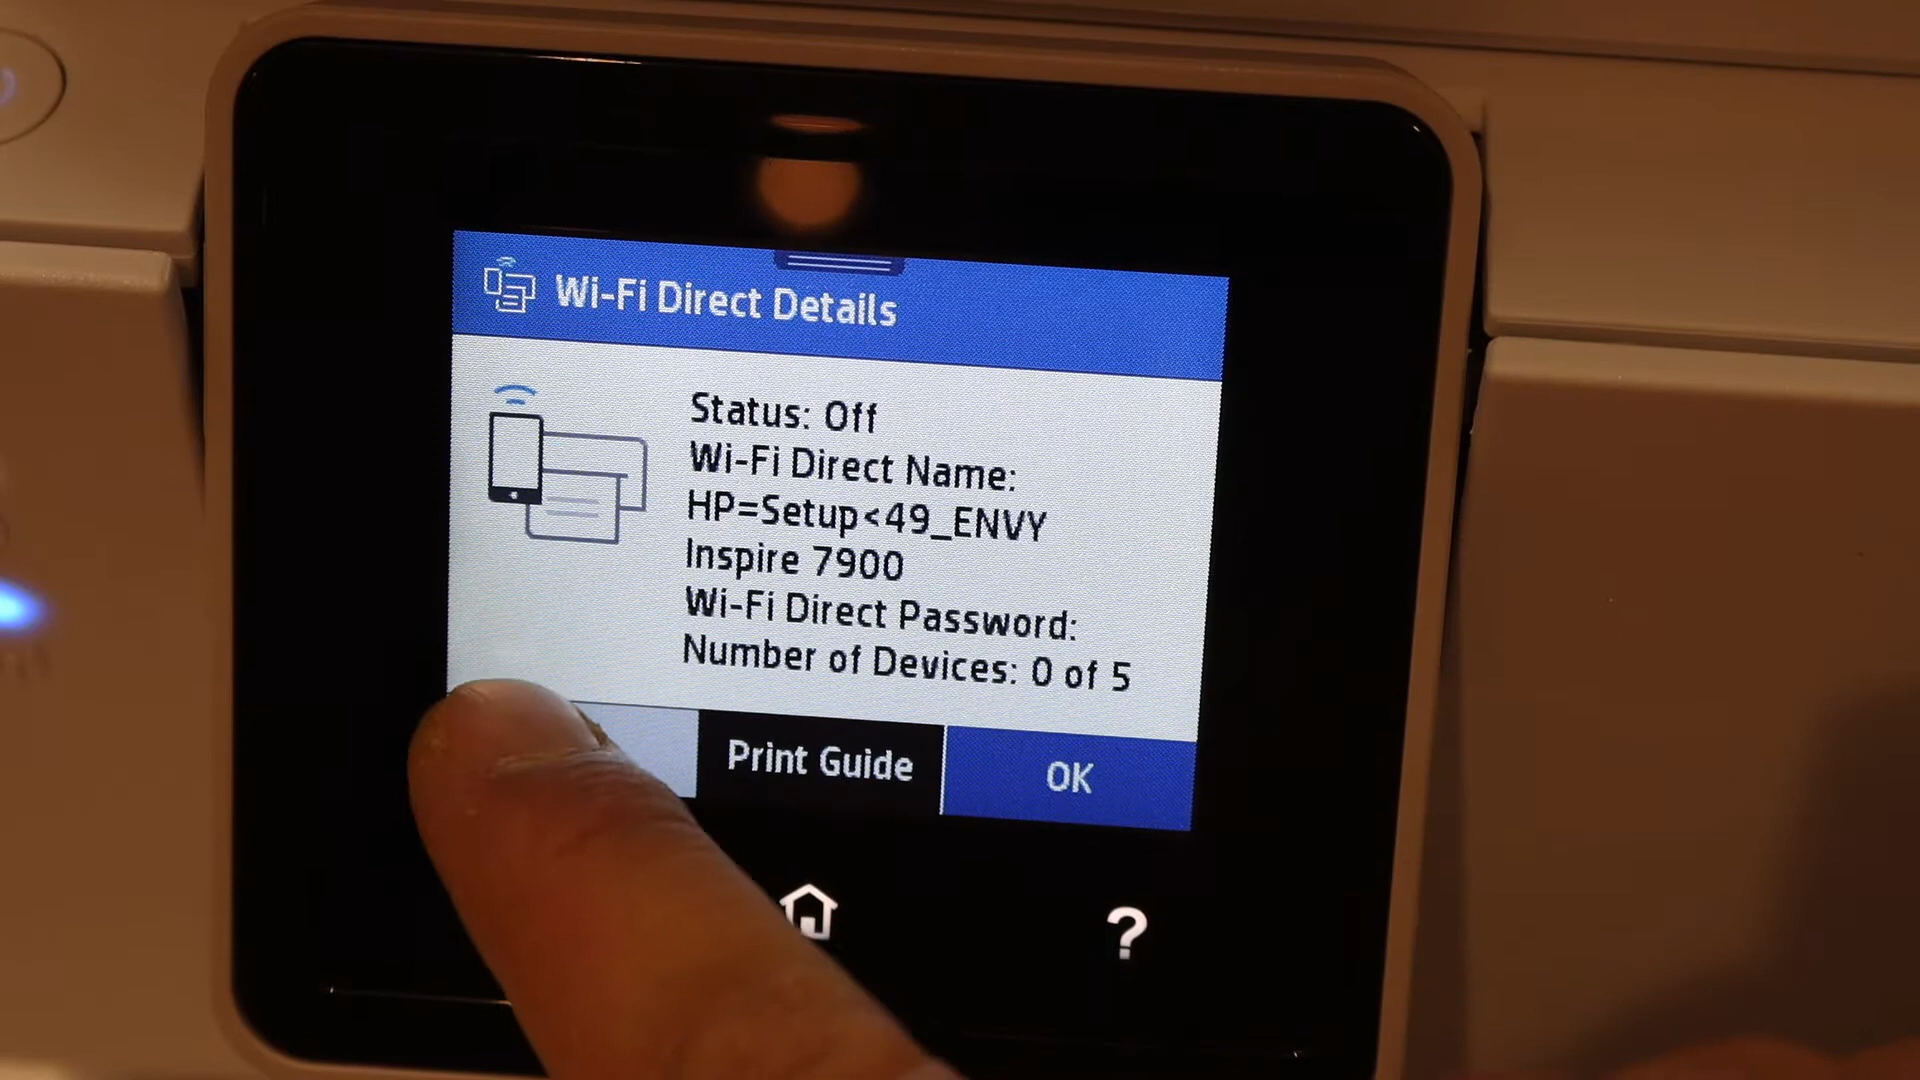 Wi-Fi Direct Details
Status: Off
Wi-Fi Direct Name:
HP=Setup<49_ENVY
Inspire 7900
Wi-Fi Direct Password:
Number of Devices: 0 of 5
Print Guide
OK
?